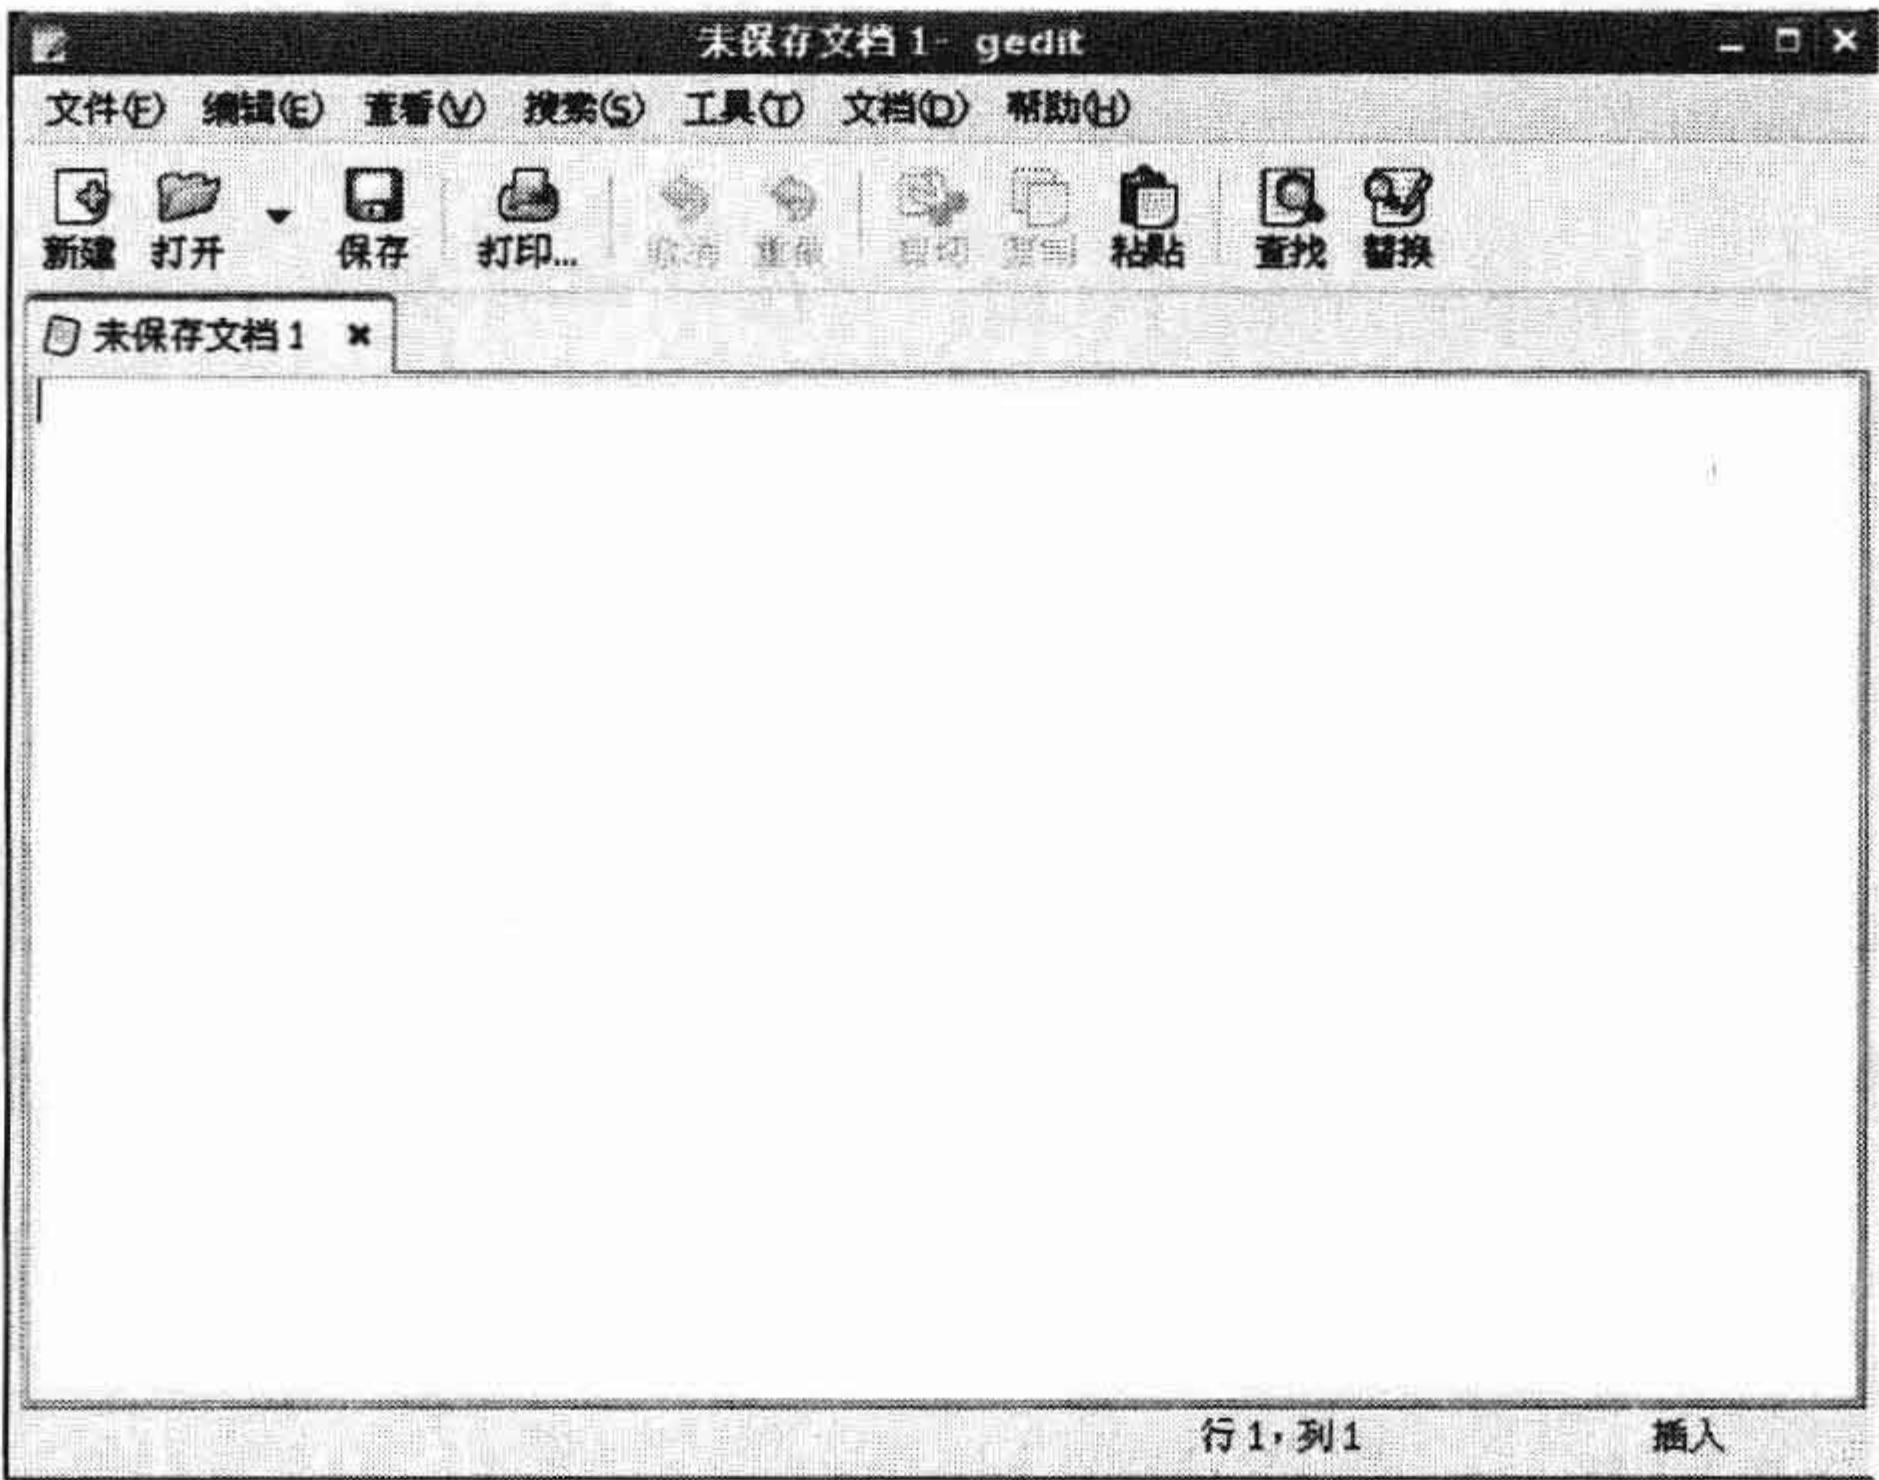 未保存文档 1- gedit
文件(F) 编辑(E) 查看(V) 搜索(S) 工具(T) 文档(D) 帮助(H)
新建 打开 保存 打印... 取消 重做 剪切 复制 粘贴 查找 替换
未保存文档 1
行 1，列 1 插入